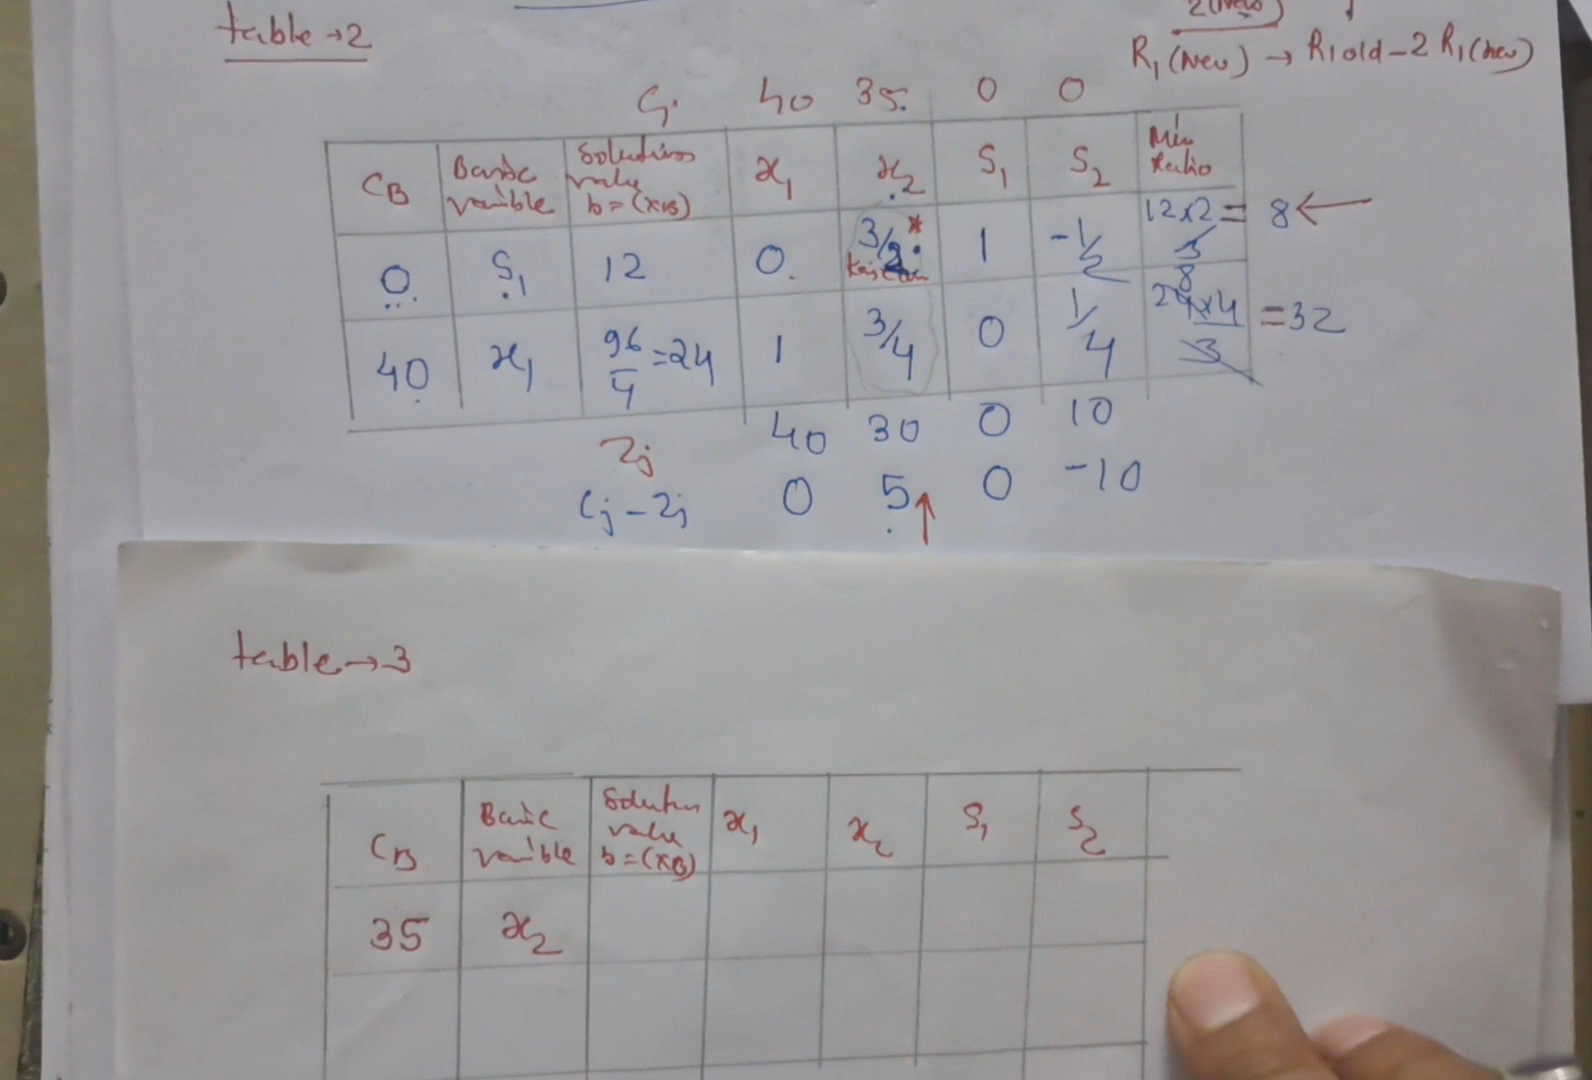 table → 2
R₁ (New) → R₁ old - 2 R₁ (new)
Cj 40 35 0 0
CB Basic variable Solution value b = (XB) x₁ x₂ S₁ S₂ Min Ratio
0 S₁ 12 0 3/2 * 1 -1/2 12×2/3 = 8 ←
40 x₁ 96/4 = 24 1 3/4 0 1/4 24×4/3 8 = 32
Zj 40 30 0 10
Cj - Zj 0 5 ↑ 0 -10
table → 3
CB Basic variable Solution value b = (XB) x₁ x₂ S₁ S₂
35 x₂